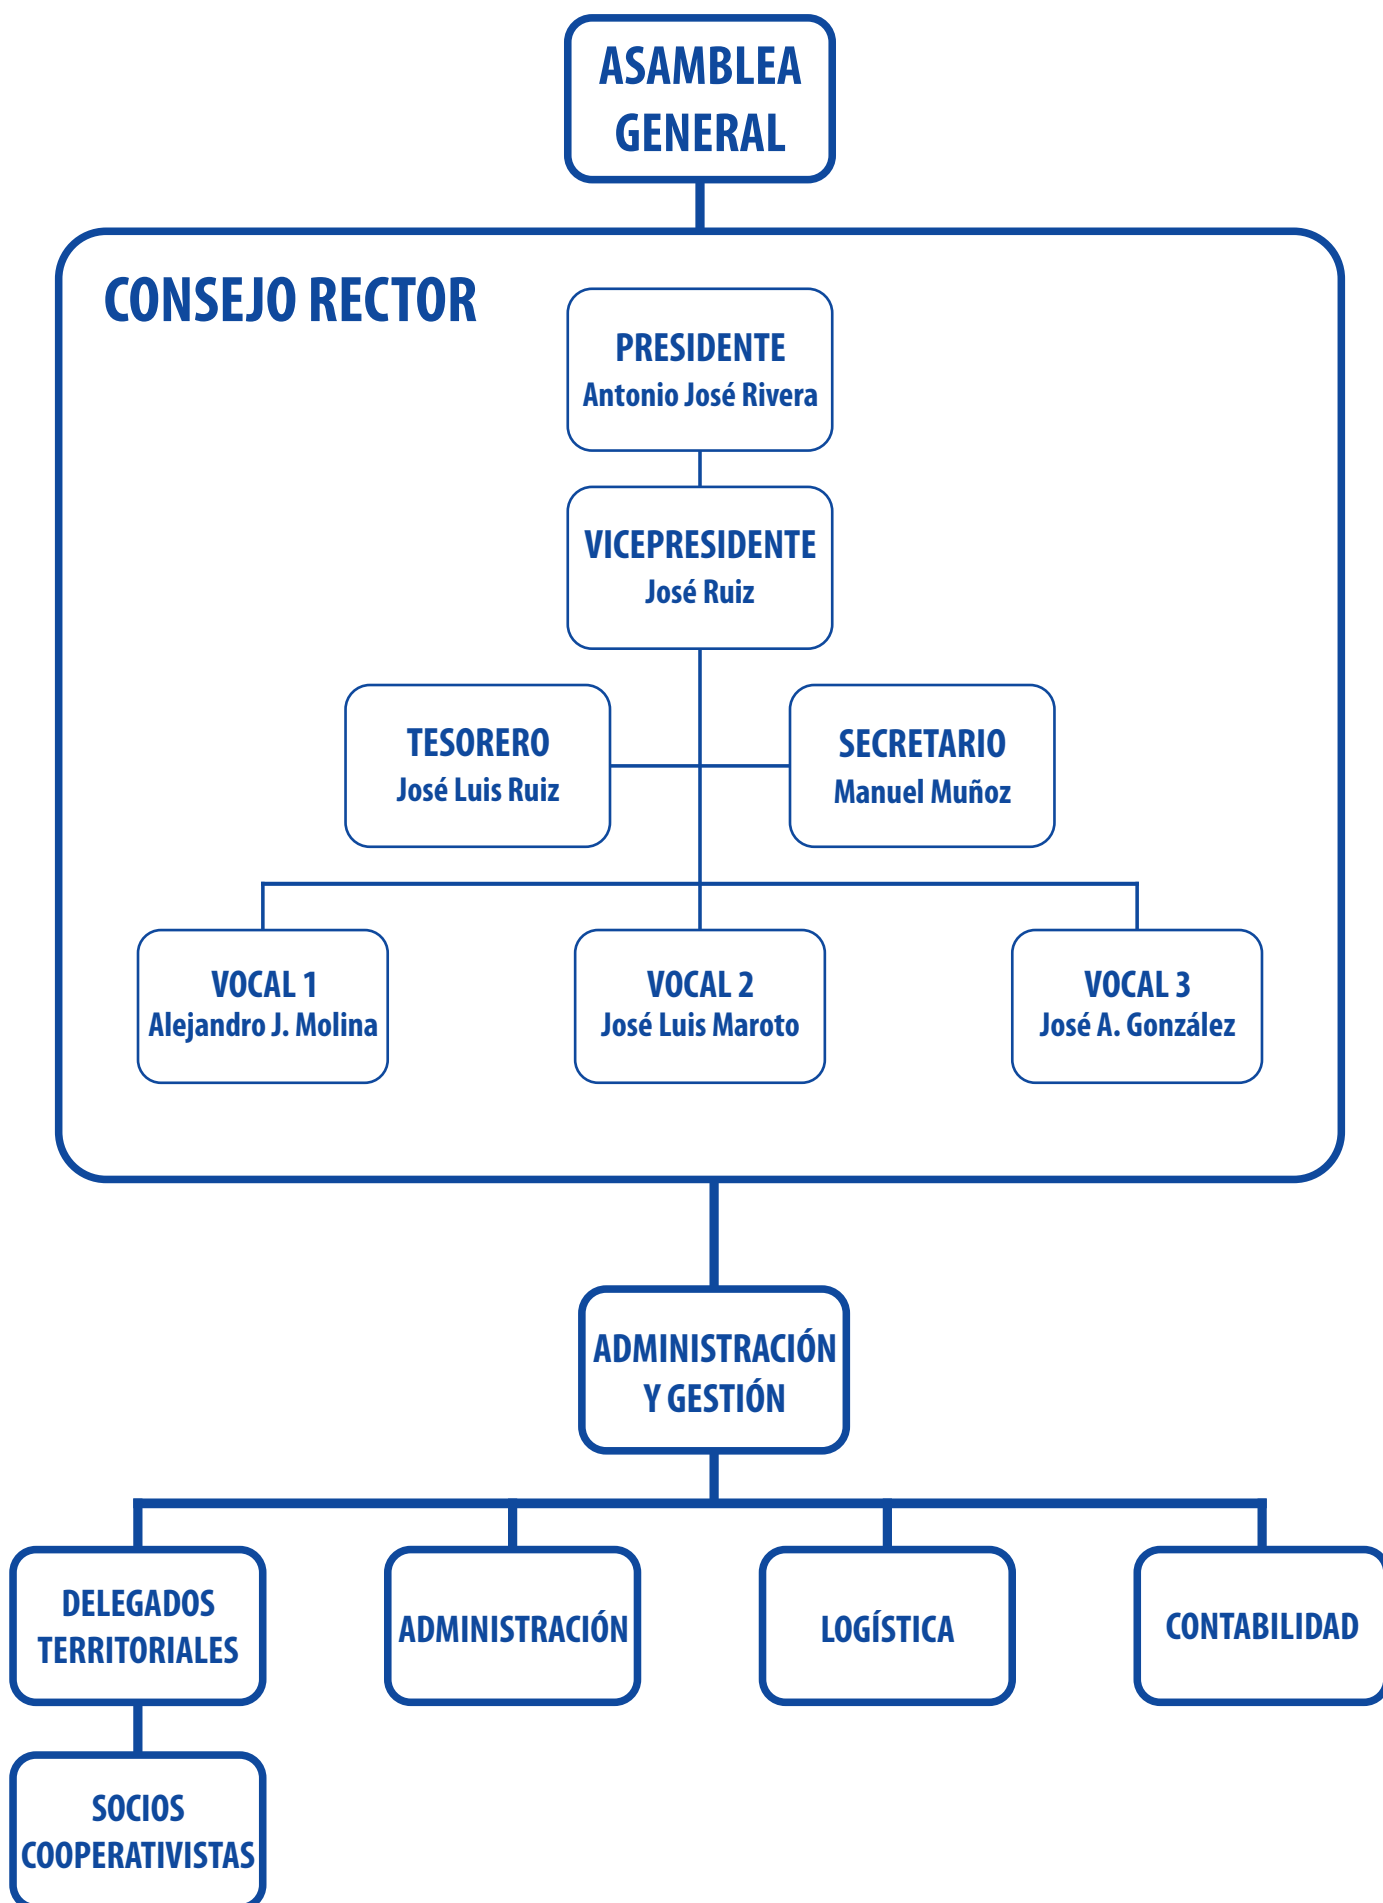 ASAMBLEA
GENERAL
CONSEJO RECTOR
PRESIDENTE
Antonio José Rivera
VICEPRESIDENTE
José Ruiz
TESORERO
José Luis Ruiz
SECRETARIO
Manuel Muñoz
VOCAL 1
Alejandro J. Molina
VOCAL 2
José Luis Maroto
VOCAL 3
José A. González
ADMINISTRACIÓN
Y GESTIÓN
DELEGADOS
TERRITORIALES
ADMINISTRACIÓN
LOGÍSTICA
CONTABILIDAD
SOCIOS
COOPERATIVISTAS